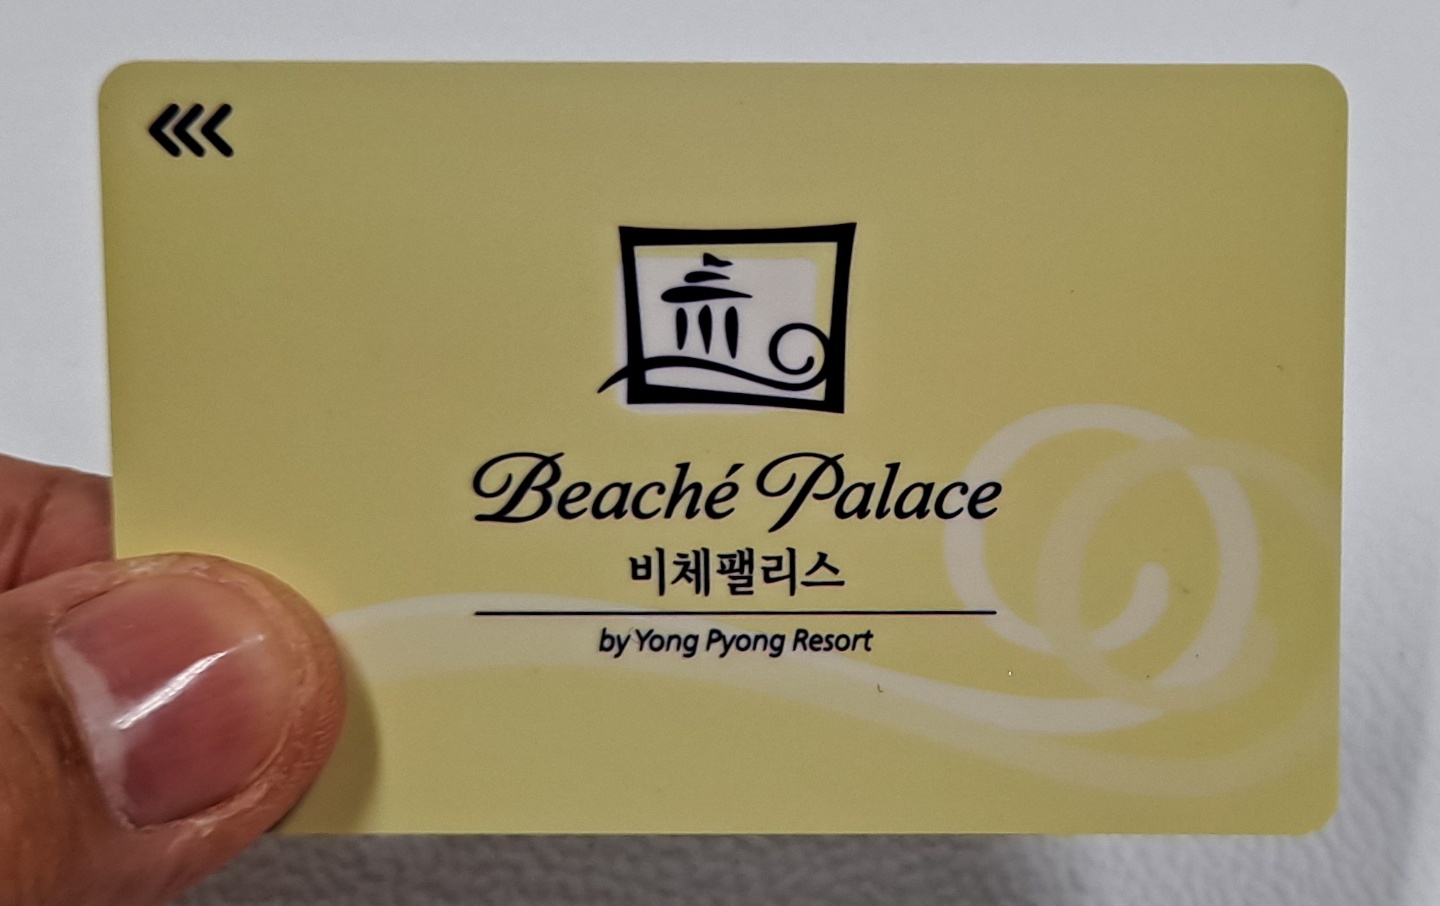 Beaché Palace
비체팰리스
by Yong Pyong Resort